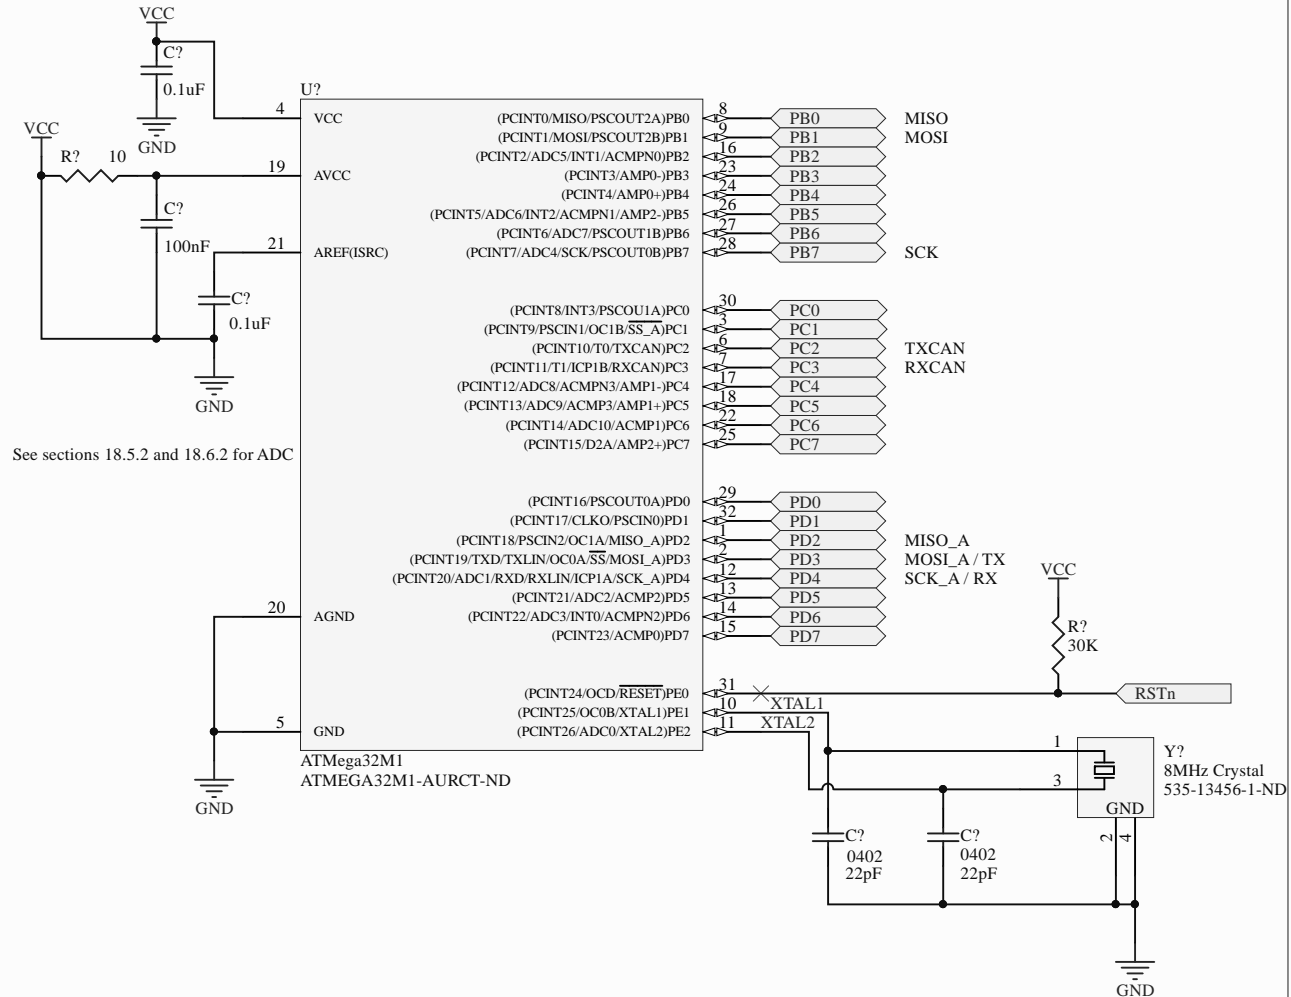 VCC
C?
0.1uF
GND
VCC
R? 10
C?
100nF
C?
0.1uF
GND
See sections 18.5.2 and 18.6.2 for ADC
GND
U?
4 VCC
19 AVCC
21 AREF(ISRC)
20 AGND
5 GND
(PCINT0/MISO/PSCOUT2A)PB0 8 PB0 MISO
(PCINT1/MOSI/PSCOUT2B)PB1 9 PB1 MOSI
(PCINT2/ADC5/INT1/ACMPN0)PB2 16 PB2
(PCINT3/AMP0-)PB3 23 PB3
(PCINT4/AMP0+)PB4 24 PB4
(PCINT5/ADC6/INT2/ACMPN1/AMP2-)PB5 26 PB5
(PCINT6/ADC7/PSCOUT1B)PB6 27 PB6
(PCINT7/ADC4/SCK/PSCOUT0B)PB7 28 PB7 SCK
(PCINT8/INT3/PSCOU1A)PC0 30 PC0
(PCINT9/PSCIN1/OC1B/SS_A)PC1 3 PC1
(PCINT10/T0/TXCAN)PC2 6 PC2 TXCAN
(PCINT11/T1/ICP1B/RXCAN)PC3 7 PC3 RXCAN
(PCINT12/ADC8/ACMPN3/AMP1-)PC4 17 PC4
(PCINT13/ADC9/ACMP3/AMP1+)PC5 18 PC5
(PCINT14/ADC10/ACMP1)PC6 22 PC6
(PCINT15/D2A/AMP2+)PC7 25 PC7
(PCINT16/PSCOUT0A)PD0 29 PD0
(PCINT17/CLKO/PSCIN0)PD1 32 PD1
(PCINT18/PSCIN2/OC1A/MISO_A)PD2 1 PD2 MISO_A
(PCINT19/TXD/TXLIN/OC0A/SS/MOSI_A)PD3 2 PD3 MOSI_A / TX
(PCINT20/ADC1/RXD/RXLIN/ICP1A/SCK_A)PD4 12 PD4 SCK_A / RX
(PCINT21/ADC2/ACMP2)PD5 13 PD5
(PCINT22/ADC3/INT0/ACMPN2)PD6 14 PD6
(PCINT23/ACMP0)PD7 15 PD7
(PCINT24/OCD/RESET)PE0 31
(PCINT25/OC0B/XTAL1)PE1 10 XTAL1
(PCINT26/ADC0/XTAL2)PE2 11 XTAL2
ATMega32M1
ATMEGA32M1-AURCT-ND
VCC
R?
30K
RSTn
1
3
GND
2
4
Y?
8MHz Crystal
535-13456-1-ND
C?
0402
22pF
C?
0402
22pF
GND